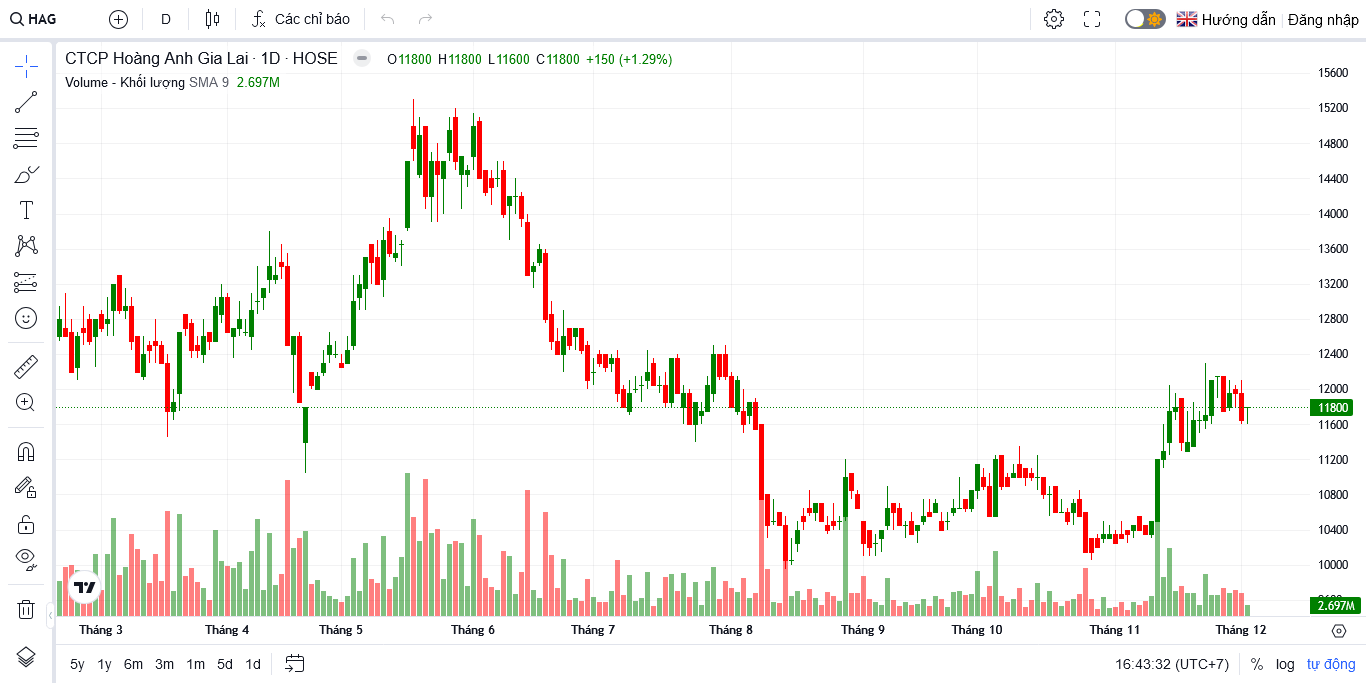 HAG D Các chỉ báo Hướng dẫn Đăng nhập
CTCP Hoàng Anh Gia Lai · 1D · HOSE O11800 H11800 L11600 C11800 +150 (+1.29%)
Volume - Khối lượng SMA 9 2.697M
15600
15200
14800
14400
14000
13600
13200
12800
12400
12000
11800
11600
11200
10800
10400
10000
2.697M
Tháng 3 Tháng 4 Tháng 5 Tháng 6 Tháng 7 Tháng 8 Tháng 9 Tháng 10 Tháng 11 Tháng 12
5y 1y 6m 3m 1m 5d 1d 16:43:32 (UTC+7) % log tự động